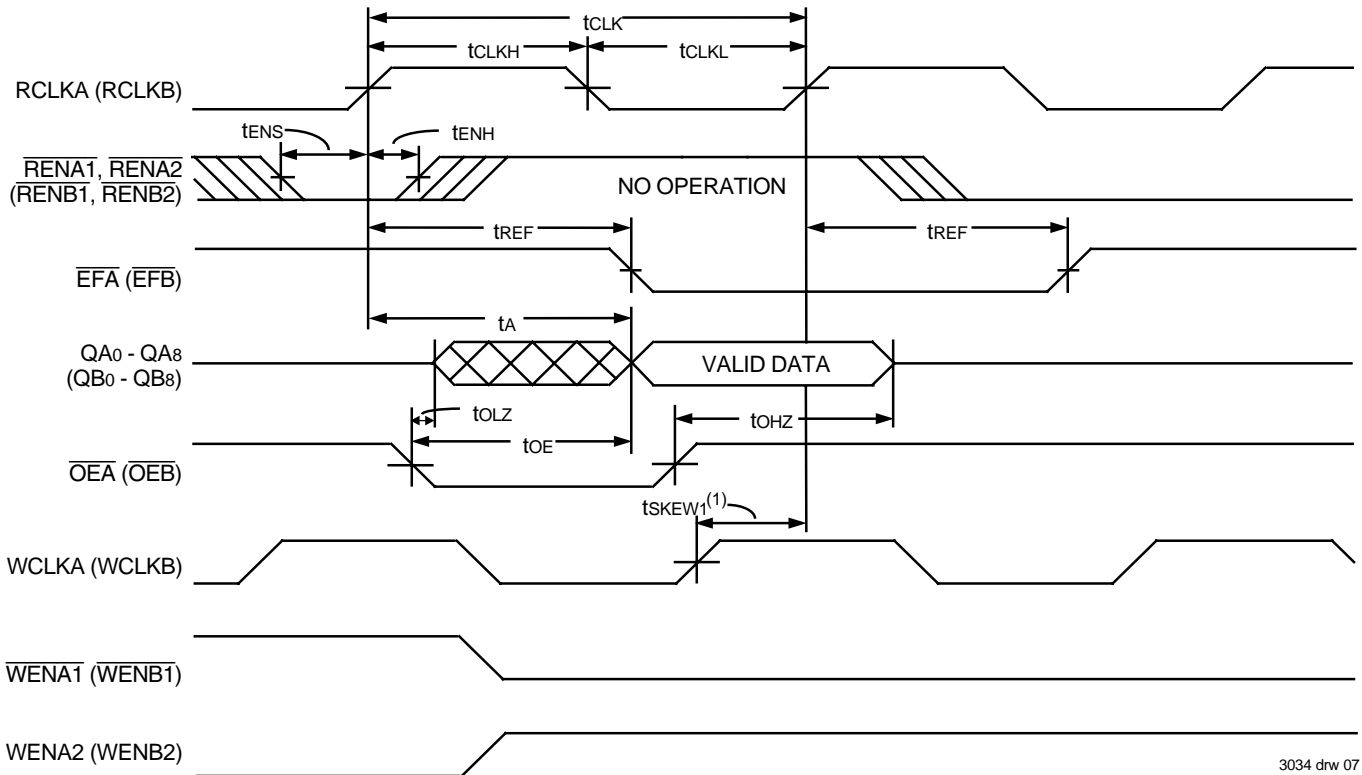 tCLK
tCLKH
tCLKL
RCLKA (RCLKB)
tENS
tENH
RENA1, RENA2
(RENB1, RENB2)
NO OPERATION
tREF
tREF
EFA (EFB)
tA
QA0 - QA8
(QB0 - QB8)
VALID DATA
tOLZ
tOHZ
tOE
OEA (OEB)
tSKEW1(1)
WCLKA (WCLKB)
WENA1 (WENB1)
WENA2 (WENB2)
3034 drw 07